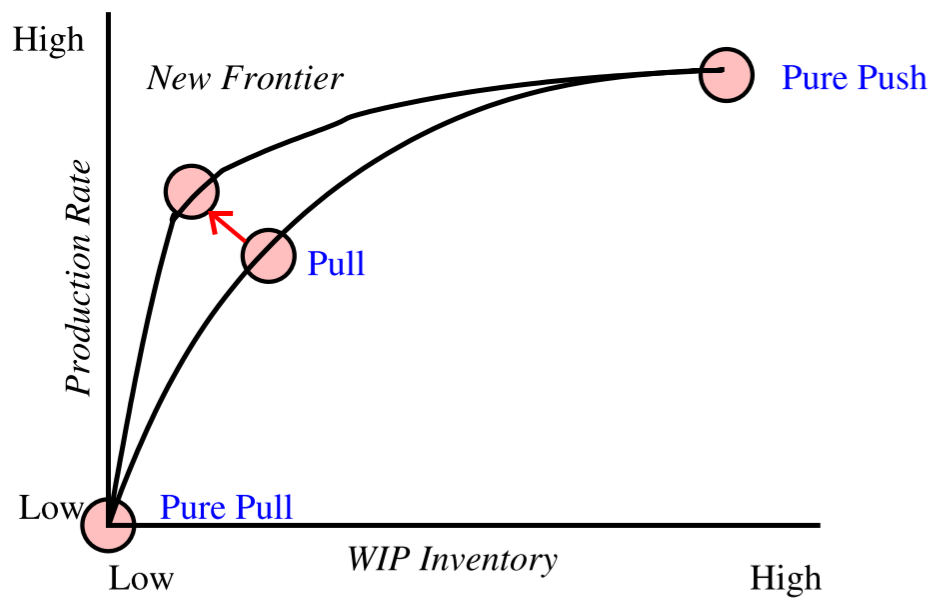 High
New Frontier
Pure Push
Production Rate
Pull
Low
Pure Pull
WIP Inventory
Low
High